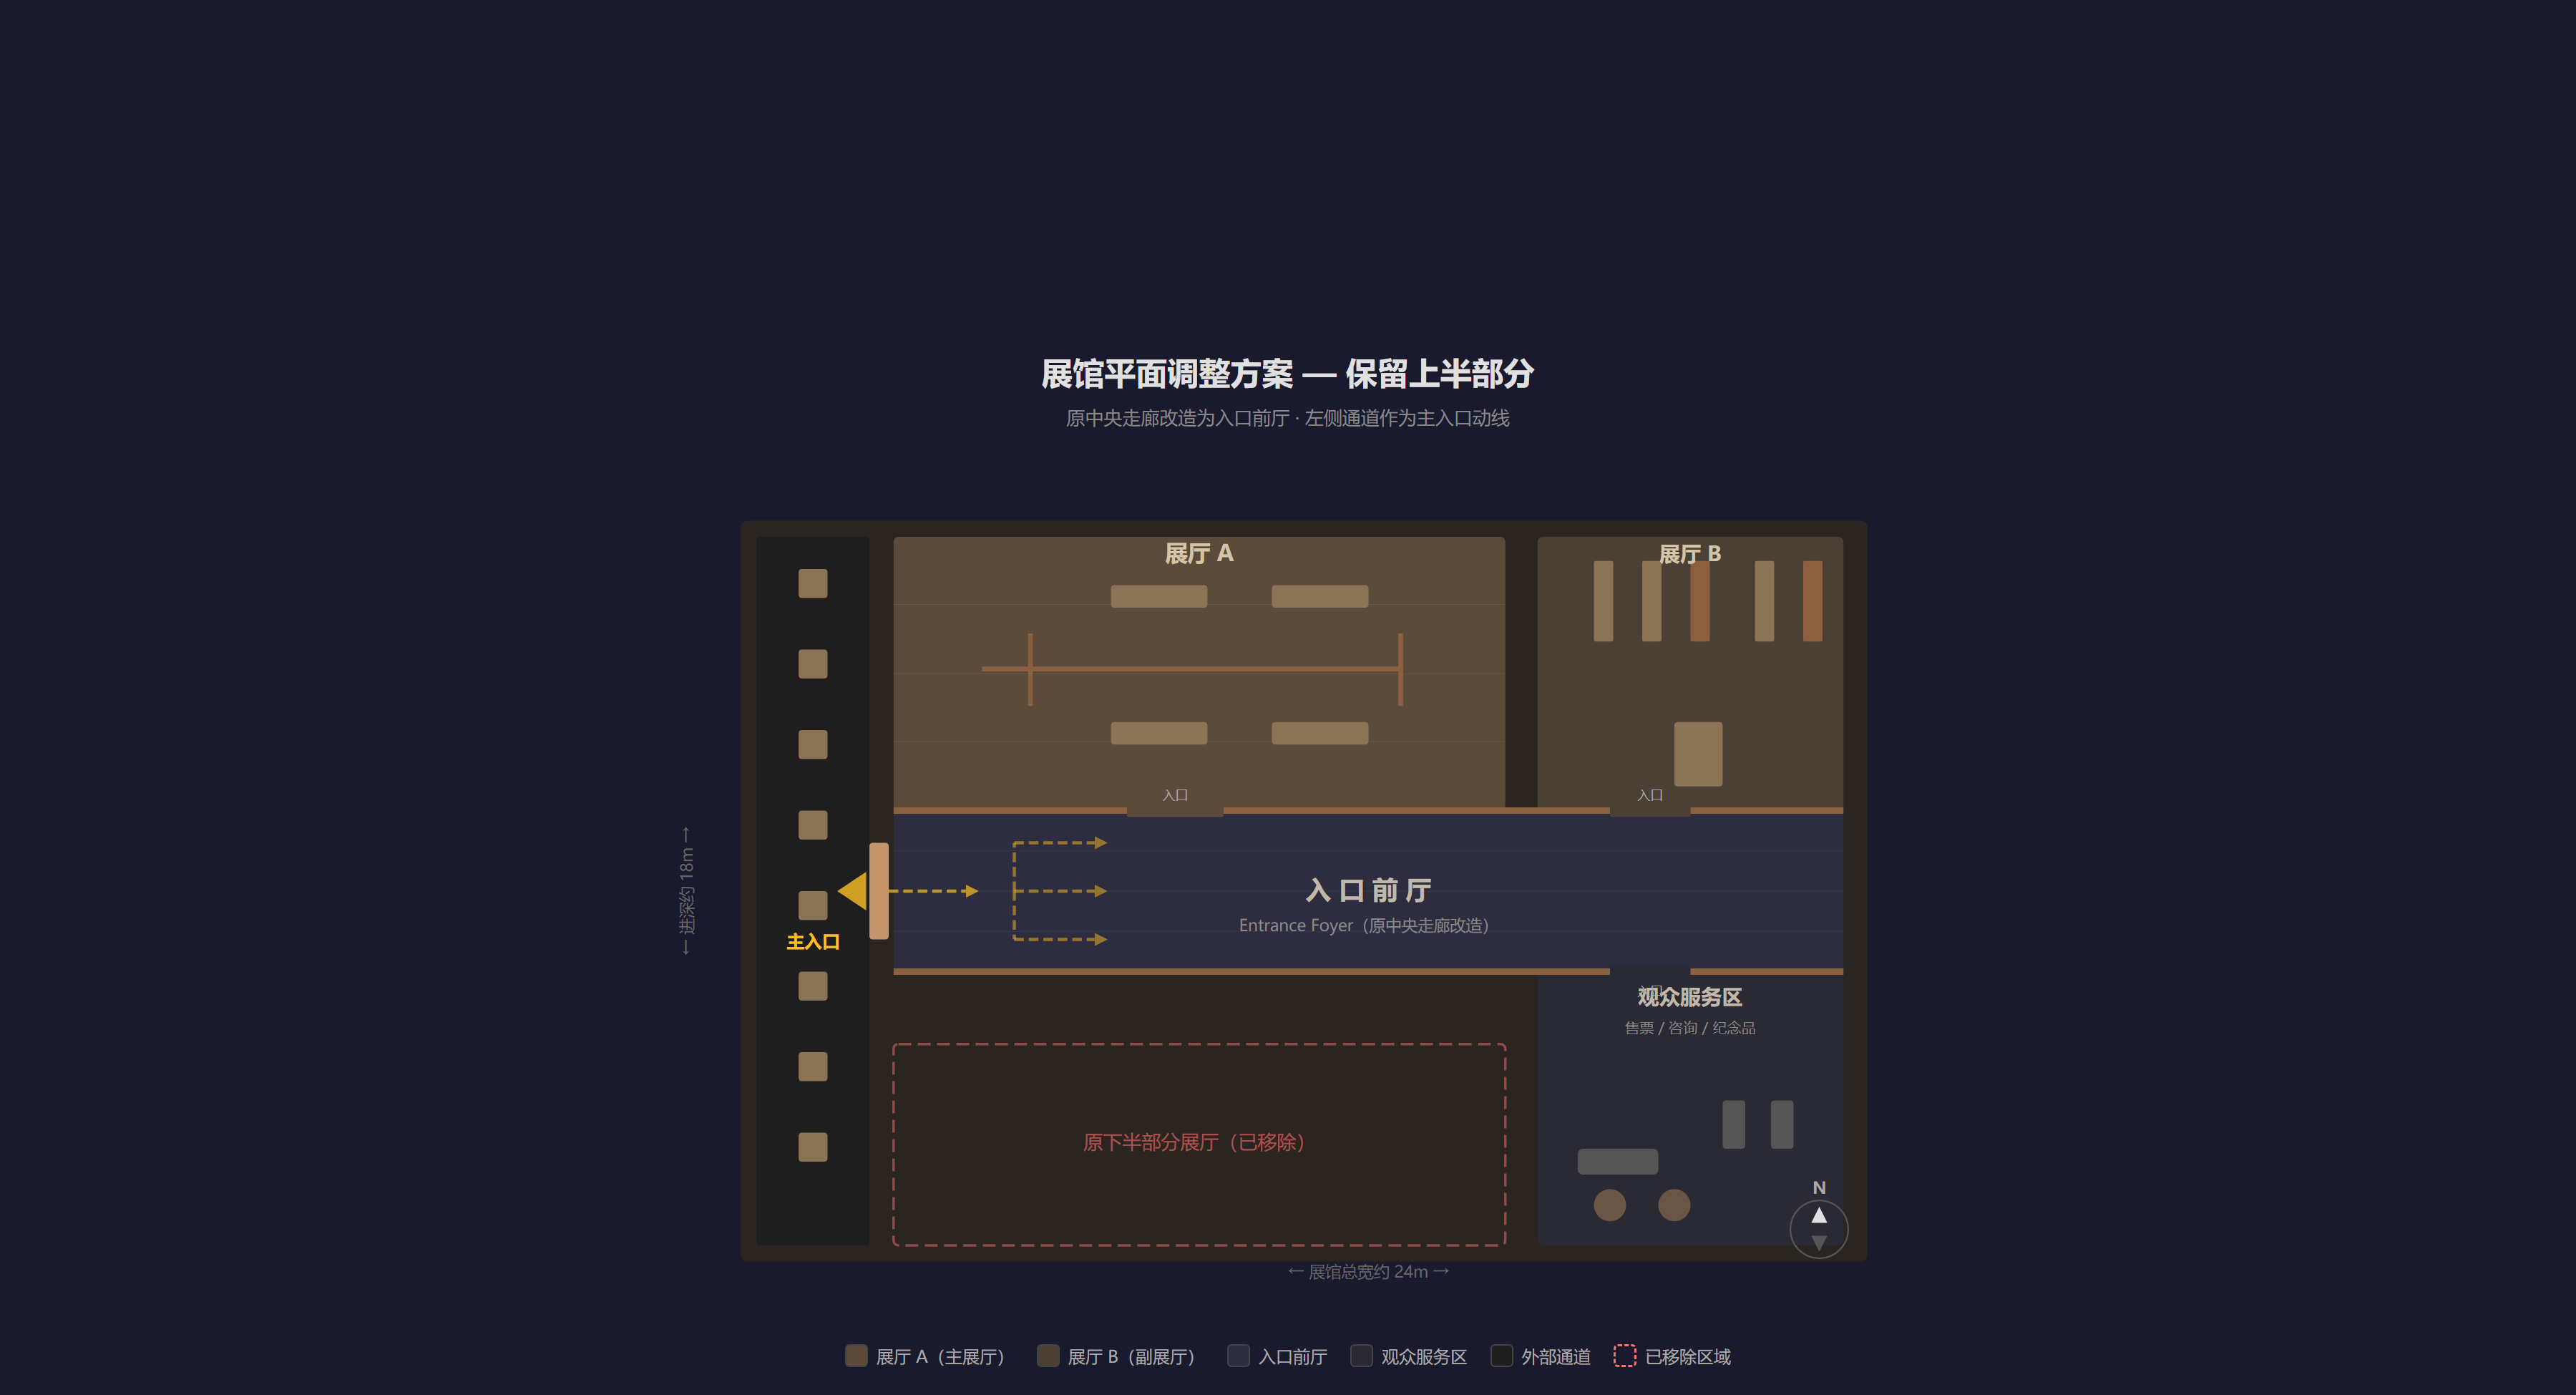 展馆平面调整方案 — 保留上半部分
原中央走廊改造为入口前厅 · 左侧通道作为主入口动线
展厅 A
展厅 B
入口
入口
← 进深约 18m →
入口前厅
Entrance Foyer（原中央走廊改造）
主入口
入口
观众服务区
售票 / 咨询 / 纪念品
原下半部分展厅（已移除）
N
← 展馆总宽约 24m →
展厅 A（主展厅） 展厅 B（副展厅） 入口前厅 观众服务区 外部通道 已移除区域